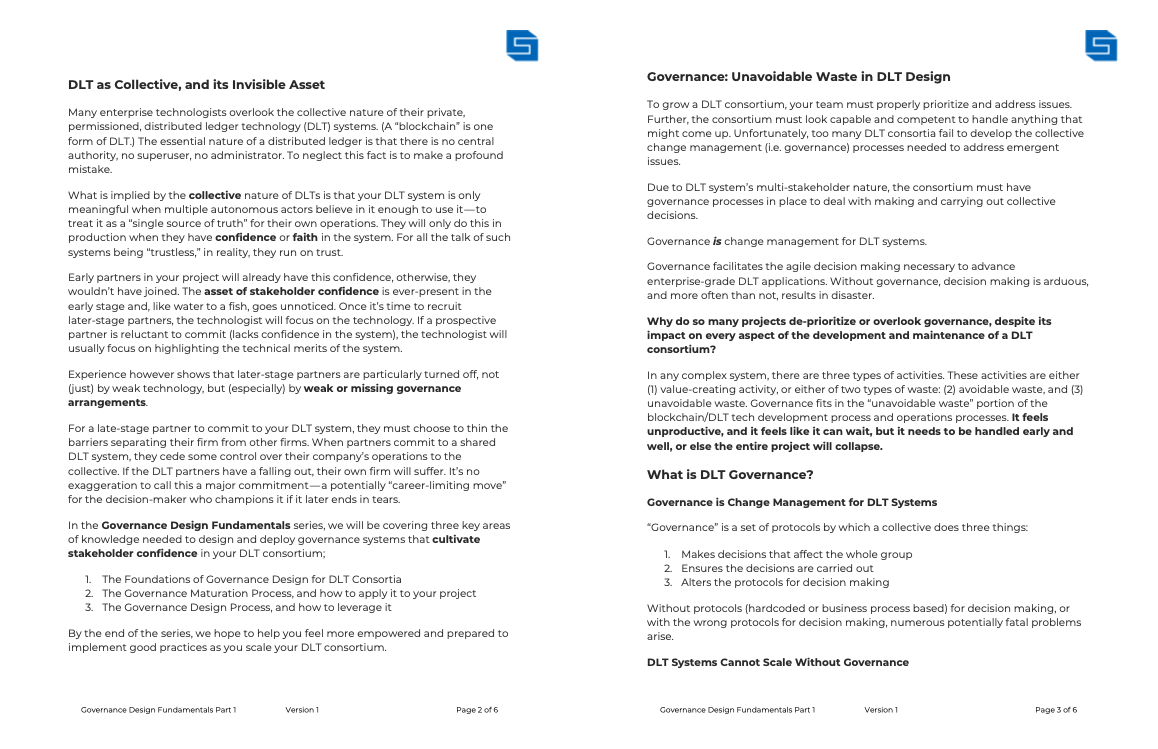 DLT as Collective, and its Invisible Asset
Many enterprise technologists overlook the collective nature of their private,
permissioned, distributed ledger technology (DLT) systems. (A “blockchain” is one
form of DLT.) The essential nature of a distributed ledger is that there is no central
authority, no superuser, no administrator. To neglect this fact is to make a profound
mistake.
What is implied by the collective nature of DLTs is that your DLT system is only
meaningful when multiple autonomous actors believe in it enough to use it—to
treat it as a “single source of truth” for their own operations. They will only do this in
production when they have confidence or faith in the system. For all the talk of such
systems being “trustless,” in reality, they run on trust.
Early partners in your project will already have this confidence, otherwise, they
wouldn’t have joined. The asset of stakeholder confidence is ever-present in the
early stage and, like water to a fish, goes unnoticed. Once it’s time to recruit
later-stage partners, the technologist will focus on the technology. If a prospective
partner is reluctant to commit (lacks confidence in the system), the technologist will
usually focus on highlighting the technical merits of the system.
Experience however shows that later-stage partners are particularly turned off, not
(just) by weak technology, but (especially) by weak or missing governance
arrangements.
For a late-stage partner to commit to your DLT system, they must choose to thin the
barriers separating their firm from other firms. When partners commit to a shared
DLT system, they cede some control over their company’s operations to the
collective. If the DLT partners have a falling out, their own firm will suffer. It’s no
exaggeration to call this a major commitment—a potentially “career-limiting move”
for the decision-maker who champions it if it later ends in tears.
In the Governance Design Fundamentals series, we will be covering three key areas
of knowledge needed to design and deploy governance systems that cultivate
stakeholder confidence in your DLT consortium;
1. The Foundations of Governance Design for DLT Consortia
2. The Governance Maturation Process, and how to apply it to your project
3. The Governance Design Process, and how to leverage it
By the end of the series, we hope to help you feel more empowered and prepared to
implement good practices as you scale your DLT consortium.
Governance Design Fundamentals Part 1 Version 1 Page 2 of 6
Governance: Unavoidable Waste in DLT Design
To grow a DLT consortium, your team must properly prioritize and address issues.
Further, the consortium must look capable and competent to handle anything that
might come up. Unfortunately, too many DLT consortia fail to develop the collective
change management (i.e. governance) processes needed to address emergent
issues.
Due to DLT system’s multi-stakeholder nature, the consortium must have
governance processes in place to deal with making and carrying out collective
decisions.
Governance is change management for DLT systems.
Governance facilitates the agile decision making necessary to advance
enterprise-grade DLT applications. Without governance, decision making is arduous,
and more often than not, results in disaster.
Why do so many projects de-prioritize or overlook governance, despite its
impact on every aspect of the development and maintenance of a DLT
consortium?
In any complex system, there are three types of activities. These activities are either
(1) value-creating activity, or either of two types of waste: (2) avoidable waste, and (3)
unavoidable waste. Governance fits in the “unavoidable waste” portion of the
blockchain/DLT tech development process and operations processes. It feels
unproductive, and it feels like it can wait, but it needs to be handled early and
well, or else the entire project will collapse.
What is DLT Governance?
Governance is Change Management for DLT Systems
“Governance” is a set of protocols by which a collective does three things:
1. Makes decisions that affect the whole group
2. Ensures the decisions are carried out
3. Alters the protocols for decision making
Without protocols (hardcoded or business process based) for decision making, or
with the wrong protocols for decision making, numerous potentially fatal problems
arise.
DLT Systems Cannot Scale Without Governance
Governance Design Fundamentals Part 1 Version 1 Page 3 of 6